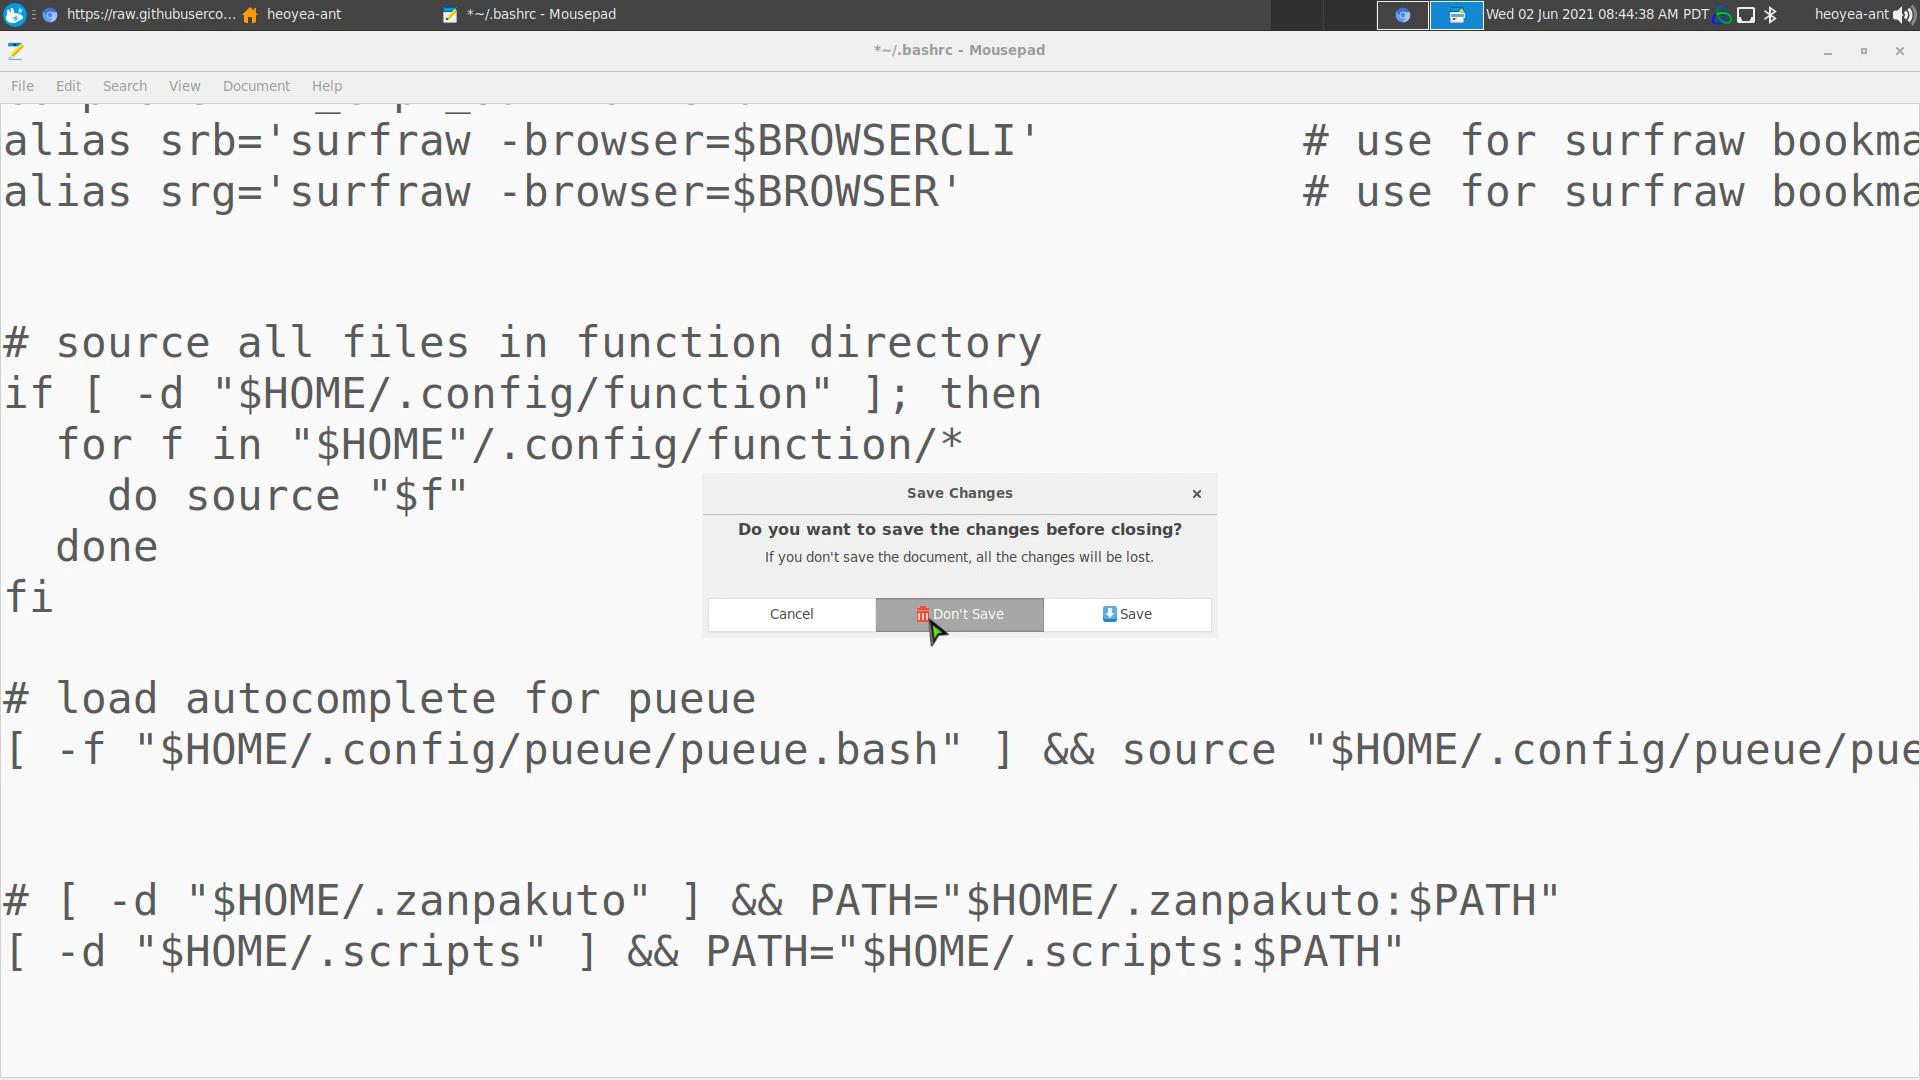 https://raw.githubuserco... heoyea-ant *~/.bashrc - Mousepad Wed 02 Jun 2021 08:44:38 AM PDT heoyea-ant
*~/.bashrc - Mousepad
File Edit Search View Document Help
alias srb='surfraw -browser=$BROWSERCLI' # use for surfraw bookma
alias srg='surfraw -browser=$BROWSER' # use for surfraw bookma
# source all files in function directory
if [ -d "$HOME/.config/function" ]; then
for f in "$HOME"/.config/function/*
do source "$f"
done
fi
Save Changes
Do you want to save the changes before closing?
If you don't save the document, all the changes will be lost.
Cancel Don't Save Save
# load autocomplete for pueue
[ -f "$HOME/.config/pueue/pueue.bash" ] && source "$HOME/.config/pueue/pue
# [ -d "$HOME/.zanpakuto" ] && PATH="$HOME/.zanpakuto:$PATH"
[ -d "$HOME/.scripts" ] && PATH="$HOME/.scripts:$PATH"